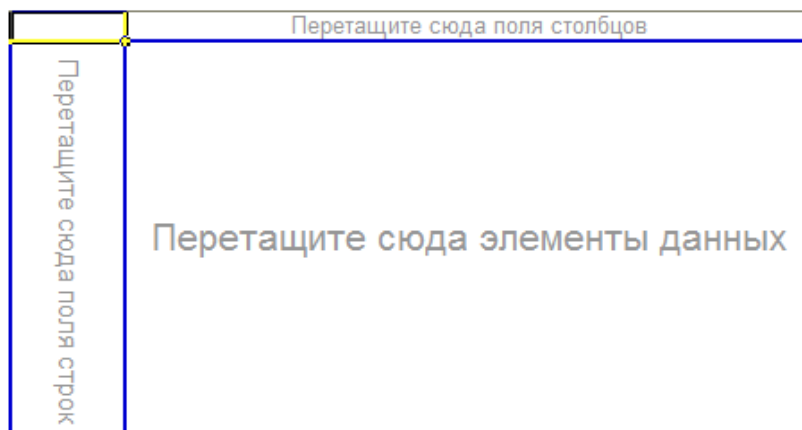 Перетащите сюда поля столбцов
Перетащите сюда поля строк
Перетащите сюда элементы данных